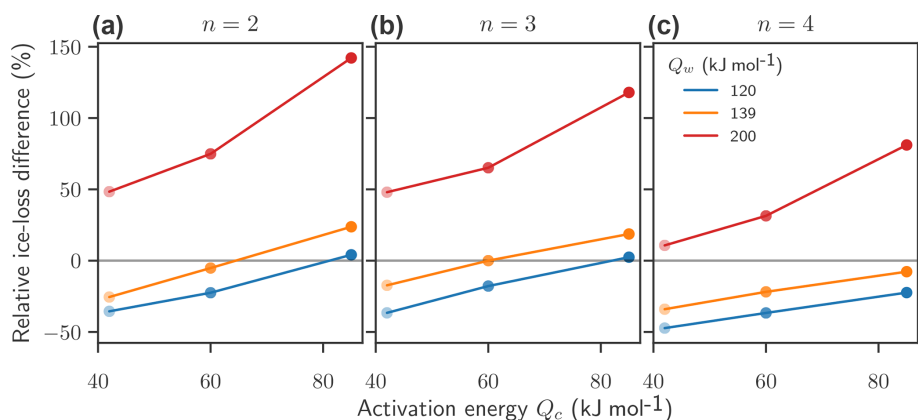 (a) n = 2 (b) n = 3 (c) n = 4
Relative ice-loss difference (%)
150
100
50
0
−50
Q_w (kJ mol⁻¹)
120
139
200
40 60 80 40 60 80 40 60 80
Activation energy Q_c (kJ mol⁻¹)